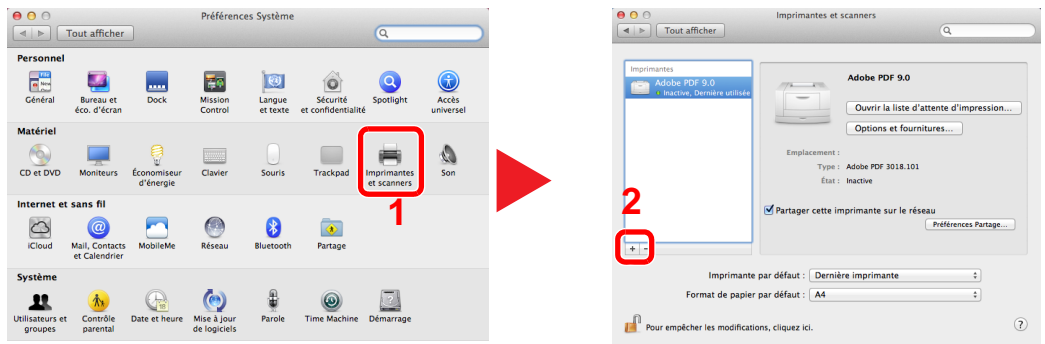 Préférences Système
Tout afficher
Personnel
Général
Bureau et
éco. d'écran
Dock
Mission
Control
Langue
et texte
Sécurité
et confidentialité
Spotlight
Accès
universel
Matériel
CD et DVD
Moniteurs
Économiseur
d'énergie
Clavier
Souris
Trackpad
Imprimantes
et scanners
Son
1
Internet et sans fil
iCloud
Mail, Contacts
et Calendrier
MobileMe
Réseau
Bluetooth
Partage
Système
Utilisateurs et
groupes
Contrôle
parental
Date et heure
Mise à jour
de logiciels
Parole
Time Machine
Démarrage
Imprimantes et scanners
Tout afficher
Imprimantes
Adobe PDF 9.0
Inactive, Dernière utilisée
Adobe PDF 9.0
Ouvrir la liste d'attente d'impression...
Options et fournitures...
Emplacement :
Type : Adobe PDF 3018.101
État : Inactive
2
Partager cette imprimante sur le réseau
Préférences Partage...
+ -
Imprimante par défaut : Dernière imprimante
Format de papier par défaut : A4
Pour empêcher les modifications, cliquez ici.
?